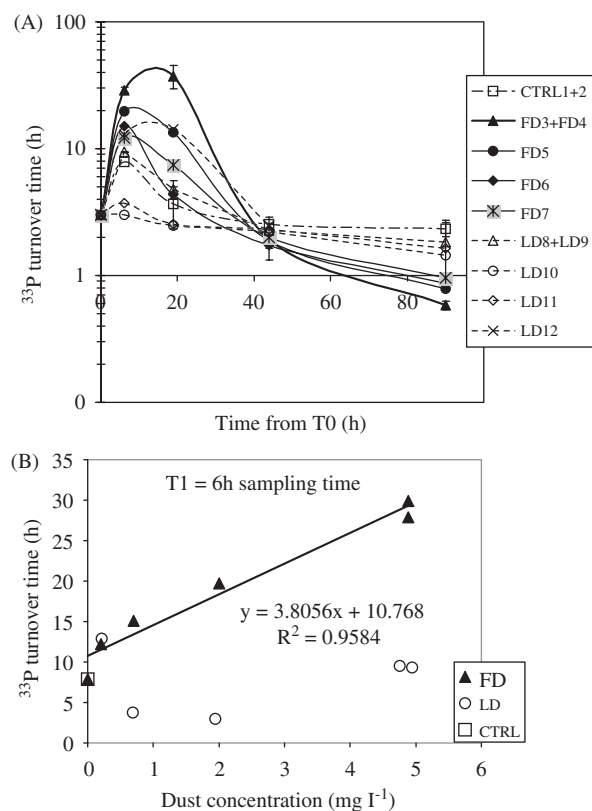 (A)
100
10
1
0
³³P turnover time (h)
0 20 40 60 80
Time from T0 (h)
CTRL1+2
FD3+FD4
FD5
FD6
FD7
LD8+LD9
LD10
LD11
LD12
(B)
35
30
25
20
15
10
5
0
³³P turnover time (h)
T1 = 6h sampling time
y = 3.8056x + 10.768
R² = 0.9584
0 1 2 3 4 5 6
Dust concentration (mg l⁻¹)
FD
LD
CTRL